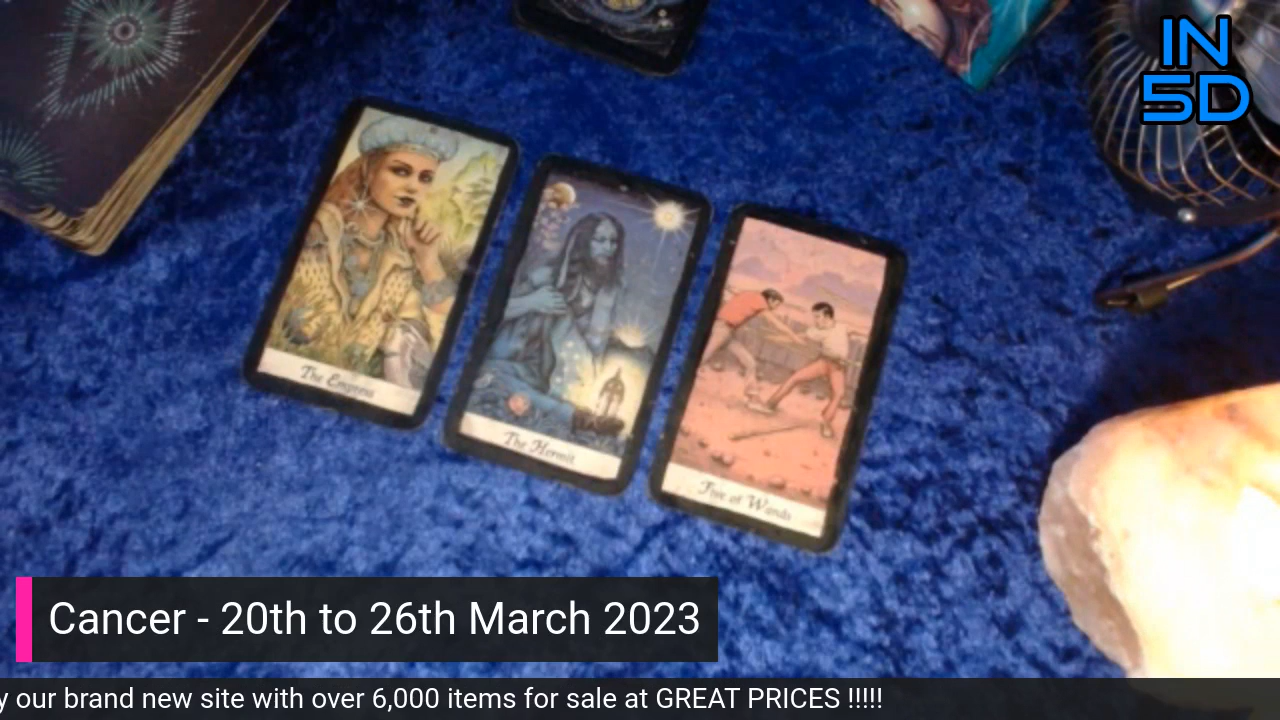 IN
5D
The Empress
The Hermit
Five of Wands
Cancer - 20th to 26th March 2023
y our brand new site with over 6,000 items for sale at GREAT PRICES !!!!!